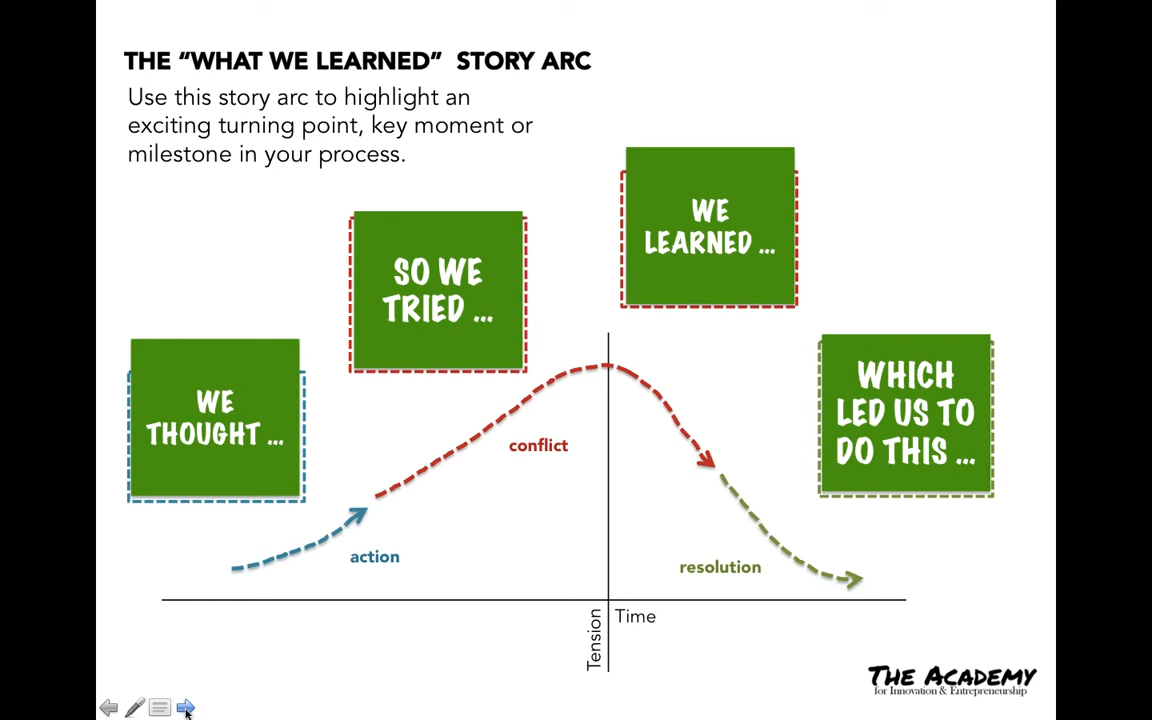 THE “WHAT WE LEARNED”  STORY ARC
Use this story arc to highlight an
exciting turning point, key moment or
milestone in your process.
WE
LEARNED ...
SO WE
TRIED ...
WE
THOUGHT ...
WHICH
LED US TO
DO THIS ...
conflict
action
resolution
Tension
Time
THE ACADEMY
for Innovation & Entrepreneurship